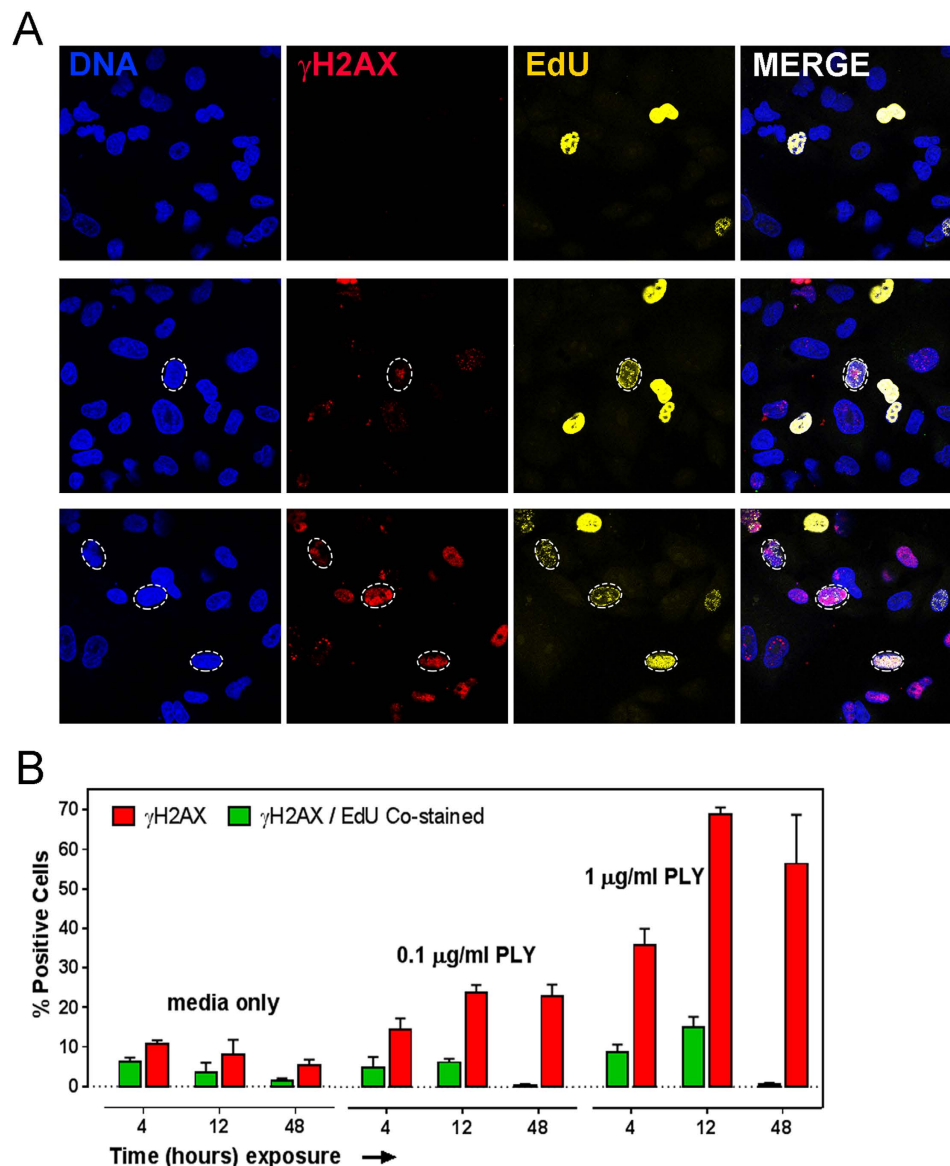 A
DNA γH2AX EdU MERGE
B
γH2AX γH2AX / EdU Co-stained
% Positive Cells
70
60
50
40
30
20
10
0
media only
0.1 μg/ml PLY
1 μg/ml PLY
4 12 48 4 12 48 4 12 48
Time (hours) exposure →